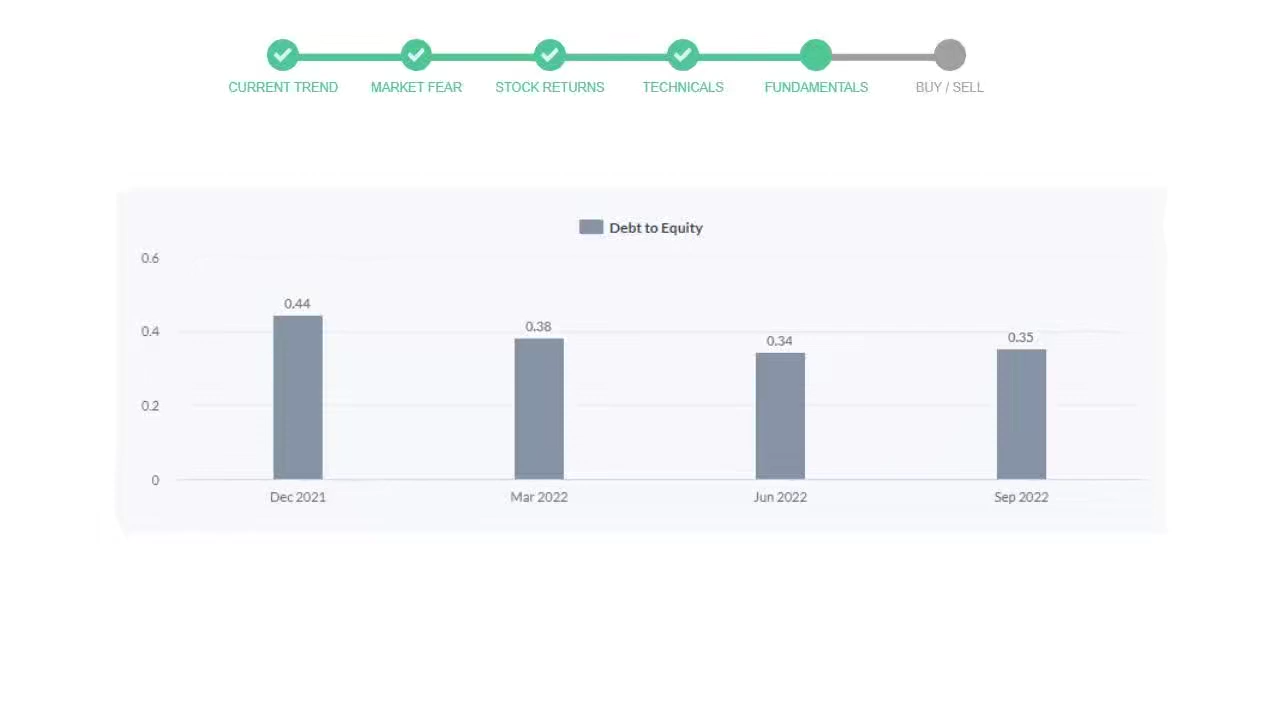 CURRENT TREND MARKET FEAR STOCK RETURNS TECHNICALS FUNDAMENTALS BUY / SELL
Debt to Equity
0.6
0.44
0.4
0.38
0.34
0.35
0.2
0
Dec 2021 Mar 2022 Jun 2022 Sep 2022